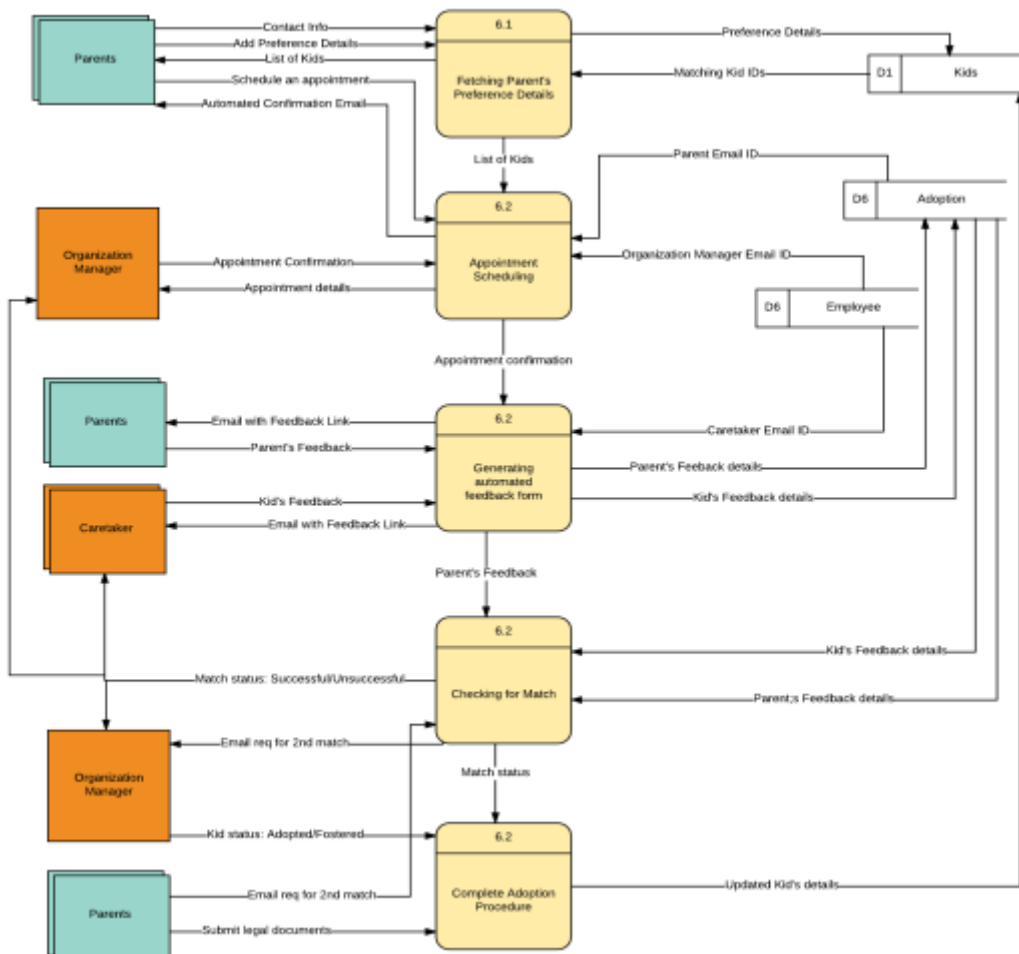 Parents
Contact Info
Add Preference Details
List of Kids
Schedule an appointment
Automated Confirmation Email
6.1
Fetching Parent's
Preference Details
Preference Details
Matching Kid IDs
D1
Kids
List of Kids
Parent Email ID
D6
Adoption
Organization
Manager
Appointment Confirmation
Appointment details
6.2
Appointment
Scheduling
Organization Manager Email ID
D6
Employee
Appointment confirmation
Parents
Email with Feedback Link
Parent's Feedback
6.2
Generating
automated
feedback form
Caretaker Email ID
Parent's Feeback details
Kid's Feedback details
Caretaker
Kid's Feedback
Email with Feedback Link
Parent's Feedback
6.2
Checking for Match
Kid's Feedback details
Parent;s Feedback details
Match status: Successful/Unsuccessful
Email req for 2nd match
Match status
Organization
Manager
Kid status: Adopted/Fostered
6.2
Complete Adoption
Procedure
Updated Kid's details
Parents
Email req for 2nd match
Submit legal documents